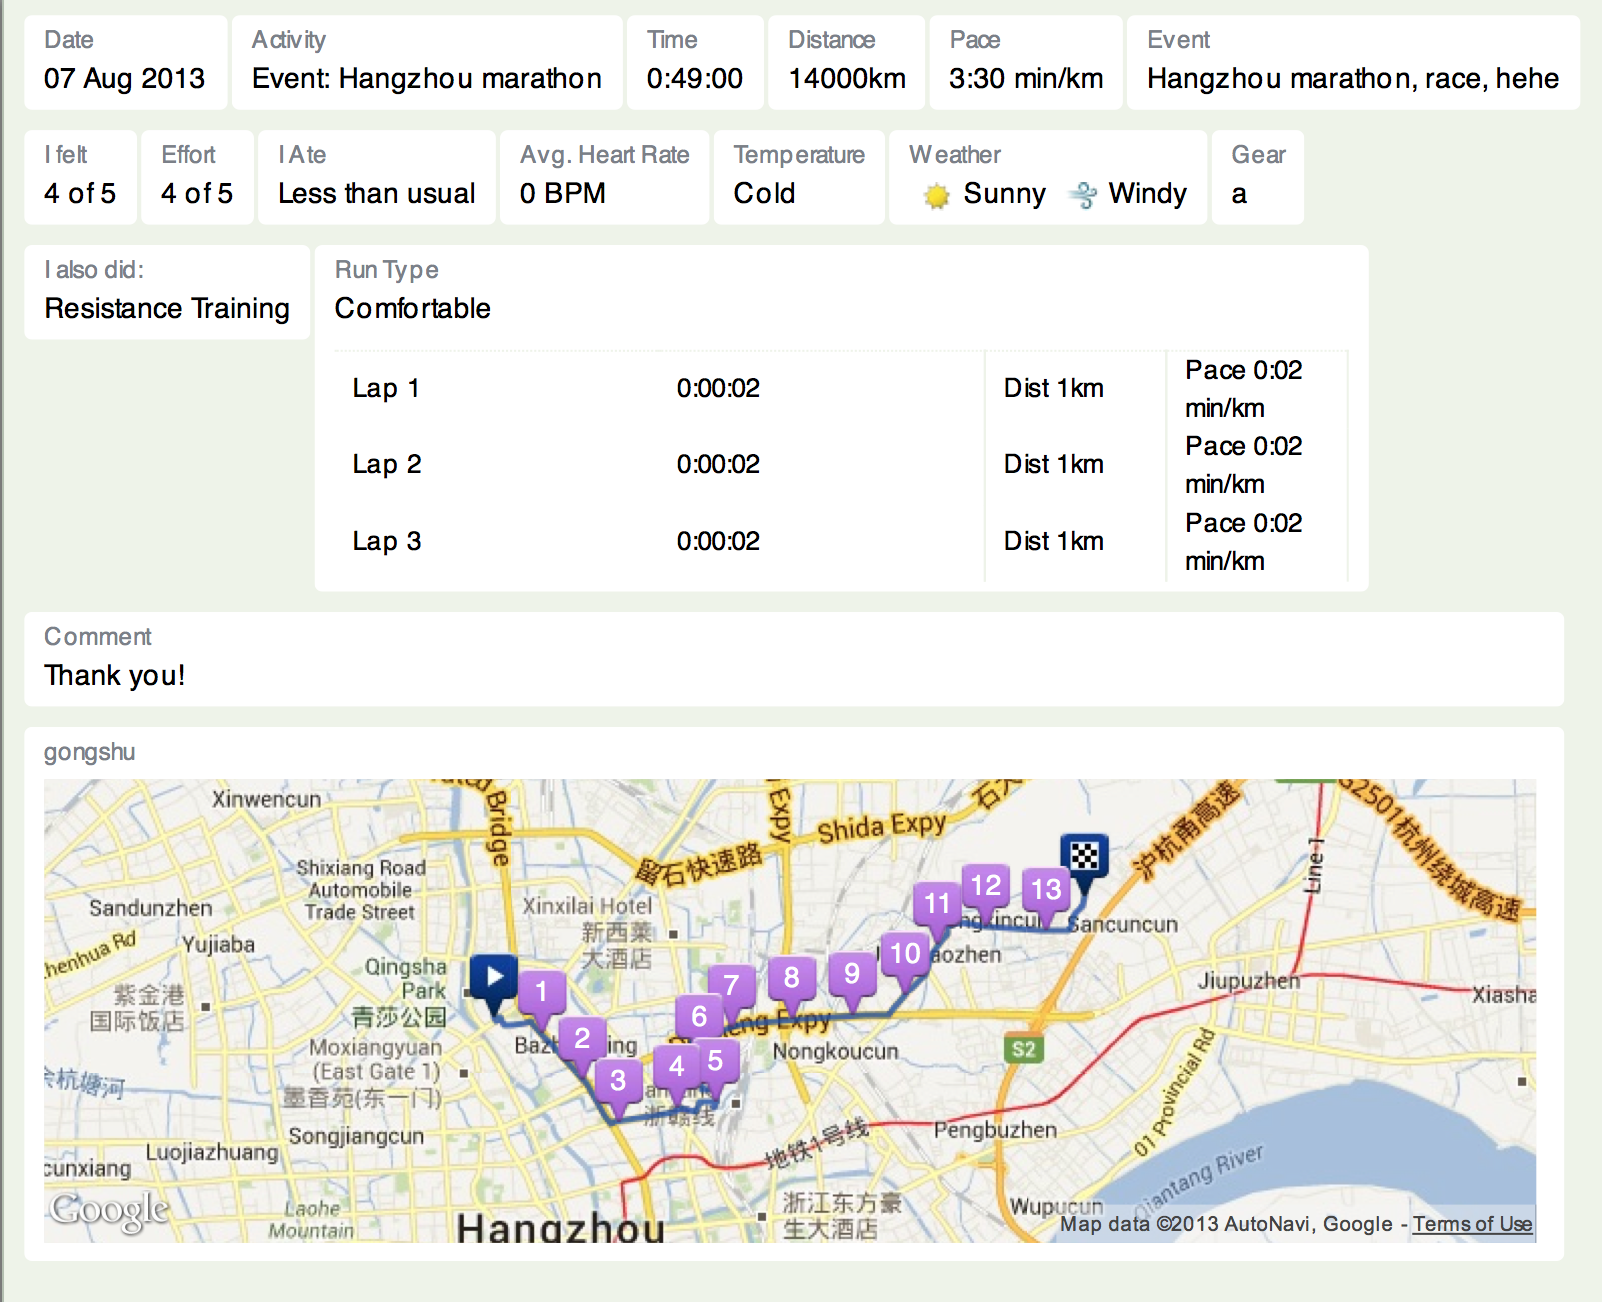 Date
07 Aug 2013
Activity
Event: Hangzhou marathon
Time
0:49:00
Distance
14000km
Pace
3:30 min/km
Event
Hangzhou marathon, race, hehe
I felt
4 of 5
Effort
4 of 5
I Ate
Less than usual
Avg. Heart Rate
0 BPM
Temperature
Cold
Weather
Sunny Windy
Gear
a
I also did:
Resistance Training
Run Type
Comfortable
Lap 1 0:00:02 Dist 1km Pace 0:02
min/km
Lap 2 0:00:02 Dist 1km Pace 0:02
min/km
Lap 3 0:00:02 Dist 1km Pace 0:02
min/km
Comment
Thank you!
gongshu
Xinwencun
Bridge
Expy
Shida Expy
留石快速路
沪杭甬高速
G2501杭州绕城高速
Line 1
Shixiang Road
Automobile
Trade Street
Sandunzhen
Yujiaba
Xinxilai Hotel
新西莱
大酒店
Qingsha
Park
青莎公园
紫金港
国际饭店
Moxiangyuan
(East Gate 1)
墨香苑(东一门)
Songjiangcun
Luojiazhuang
cunxiang
Laohe
Mountain
Hangzhou
1
2
3
4
5
6
7
8
9
10
11
12
13
Sancuncun
aozhen
Jiupuzhen
Xiasha
Expy
Nongkoucun
S2
01 Provincial Rd
浙赣线
地铁1号线
Pengbuzhen
Qiantang River
Wupucun
浙江东方豪
生大酒店
Google
Map data ©2013 AutoNavi, Google - Terms of Use